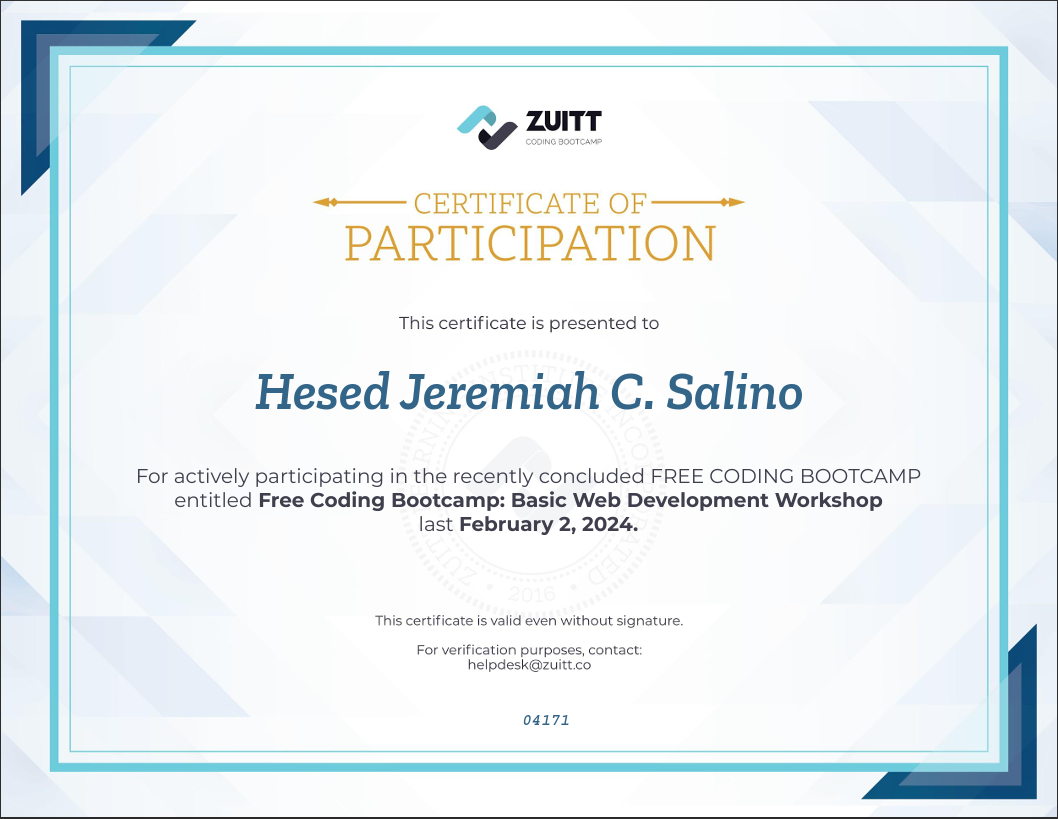 ZUITT
CODING BOOTCAMP
CERTIFICATE OF
PARTICIPATION
This certificate is presented to
Hesed Jeremiah C. Salino
For actively participating in the recently concluded FREE CODING BOOTCAMP
entitled Free Coding Bootcamp: Basic Web Development Workshop
last February 2, 2024.
2016
This certificate is valid even without signature.
For verification purposes, contact:
helpdesk@zuitt.co
04171